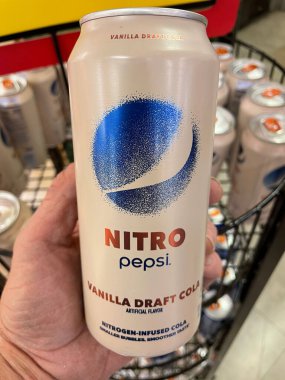 VANILLA DRAFT COLA
NITRO
pepsi.
VANILLA DRAFT COLA
ARTIFICIAL FLAVOR
NITROGEN-INFUSED COLA
SMALLER BUBBLES. SMOOTHER TASTE.